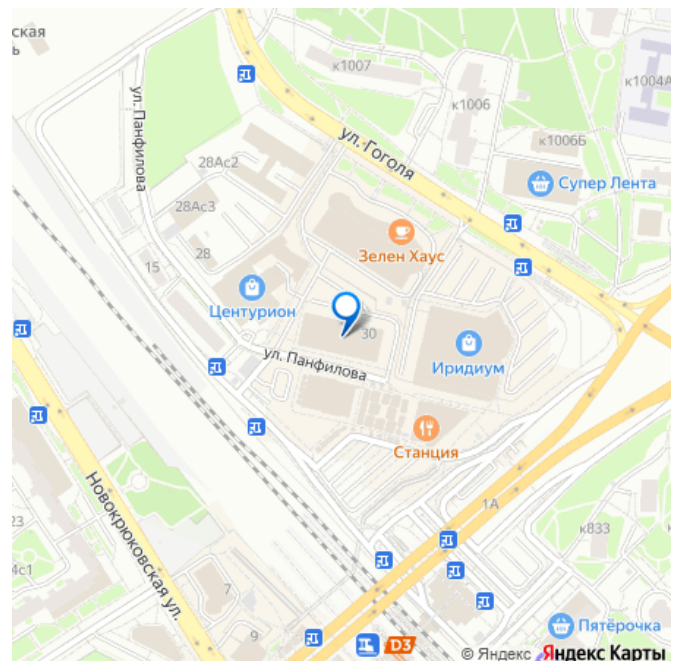 ская
ь
к1007
к1004А
к1006
ул. Панфилова
к1006Б
ул. Гоголя
28Ас2
Супер Лента
28Ас3
Зелен Хаус
28
15
Центурион
30
Иридиум
ул. Панфилова
Станция
Новокрюковская ул.
1А
23
к833
4с1
7
Пятёрочка
9
D3
© Яндекс Яндекс Карты